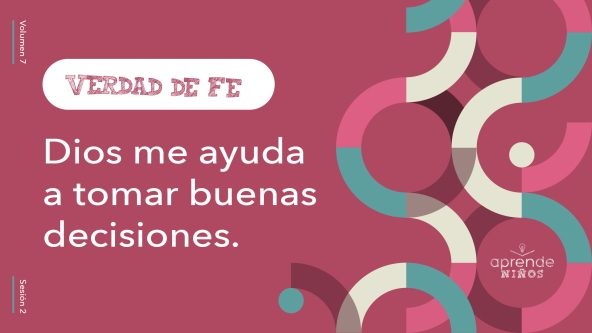 Volumen 7
VERDAD DE FE
Dios me ayuda
a tomar buenas
decisiones.
aprende
NIÑOS
Sesión 2